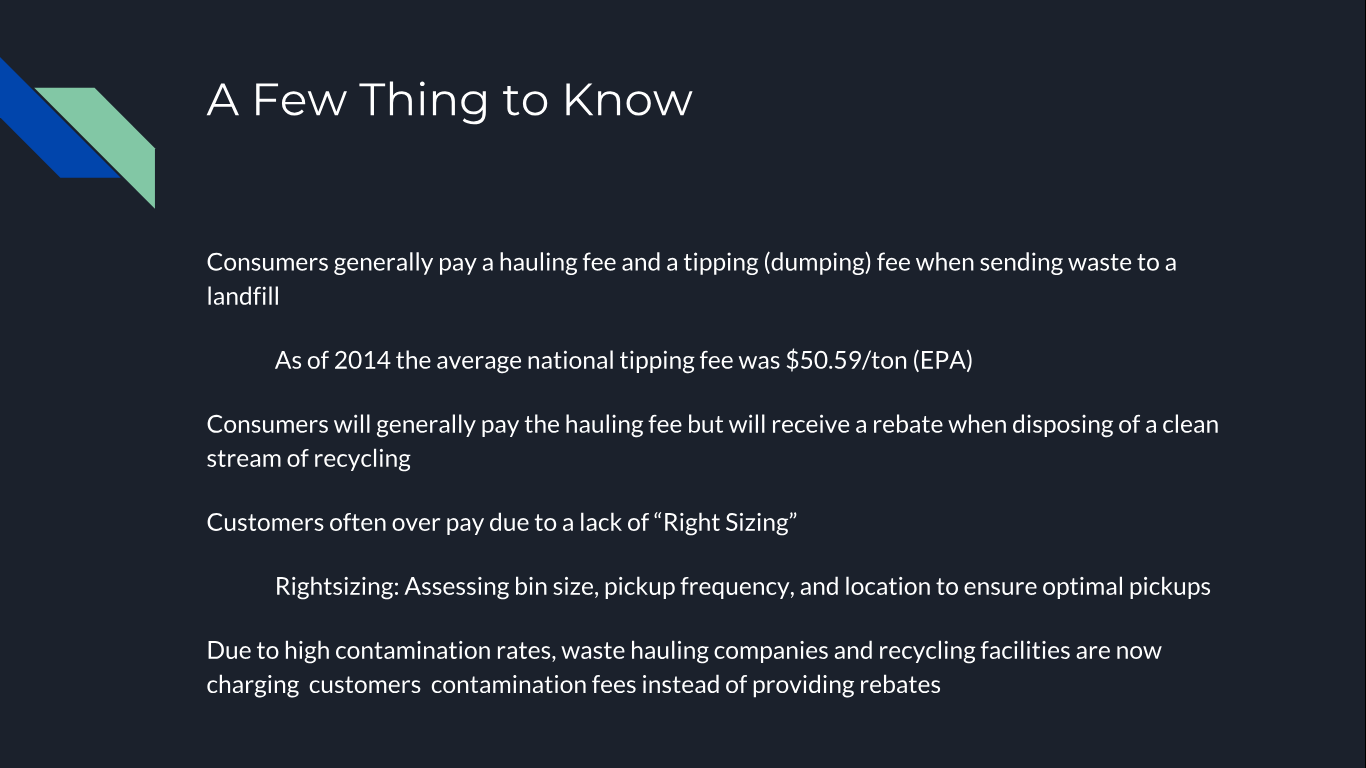 A Few Thing to Know
Consumers generally pay a hauling fee and a tipping (dumping) fee when sending waste to a
landfill
As of 2014 the average national tipping fee was $50.59/ton (EPA)
Consumers will generally pay the hauling fee but will receive a rebate when disposing of a clean
stream of recycling
Customers often over pay due to a lack of “Right Sizing”
Rightsizing: Assessing bin size, pickup frequency, and location to ensure optimal pickups
Due to high contamination rates, waste hauling companies and recycling facilities are now
charging  customers  contamination fees instead of providing rebates